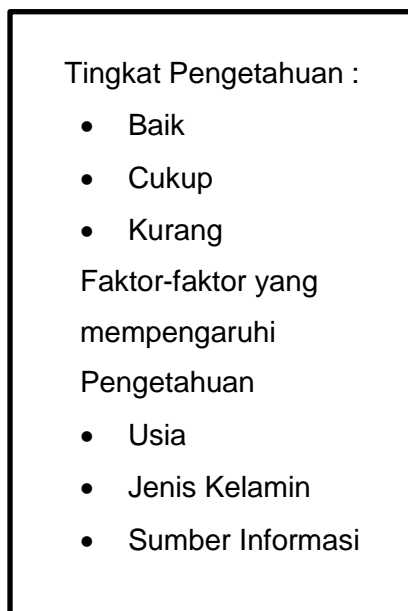 Tingkat Pengetahuan :
• Baik
• Cukup
• Kurang
Faktor-faktor yang
mempengaruhi
Pengetahuan
• Usia
• Jenis Kelamin
• Sumber Informasi